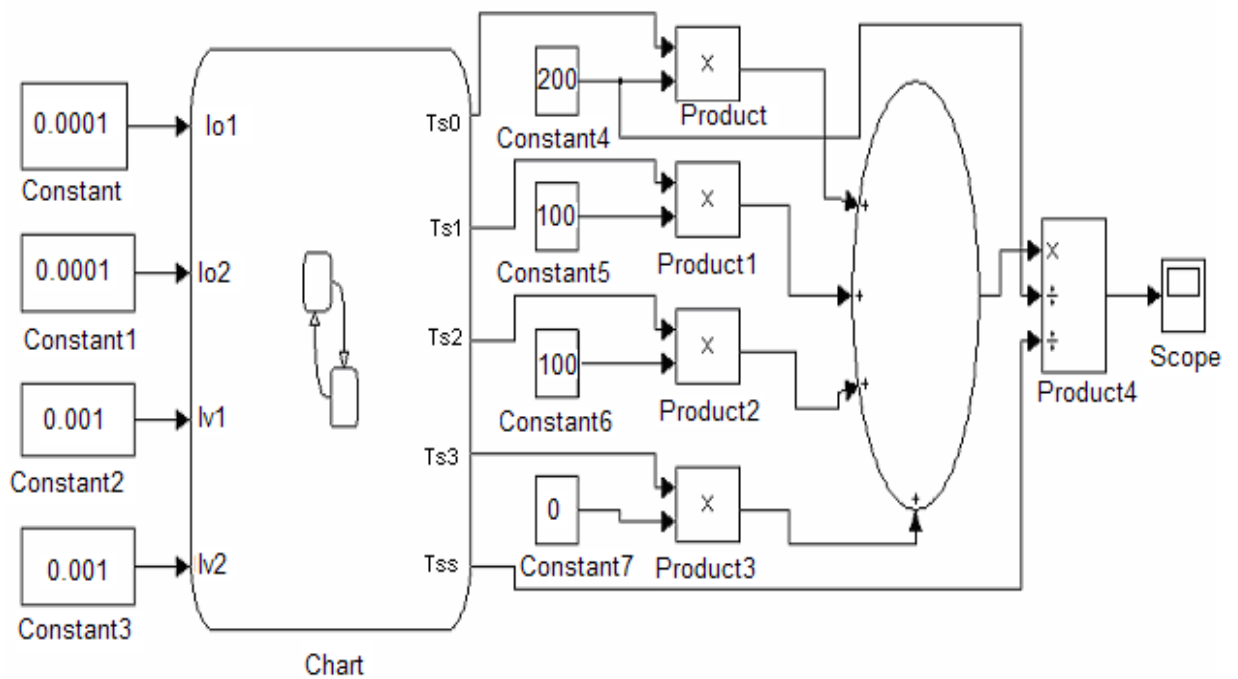 0.0001
Constant
0.0001
Constant1
0.001
Constant2
0.001
Constant3
Io1
Io2
Iv1
Iv2
Chart
Ts0
Ts1
Ts2
Ts3
Tss
200
Constant4
100
Constant5
100
Constant6
0
Constant7
×
Product
×
Product1
×
Product2
×
Product3
+
+
+
+
×
÷
÷
Product4
Scope